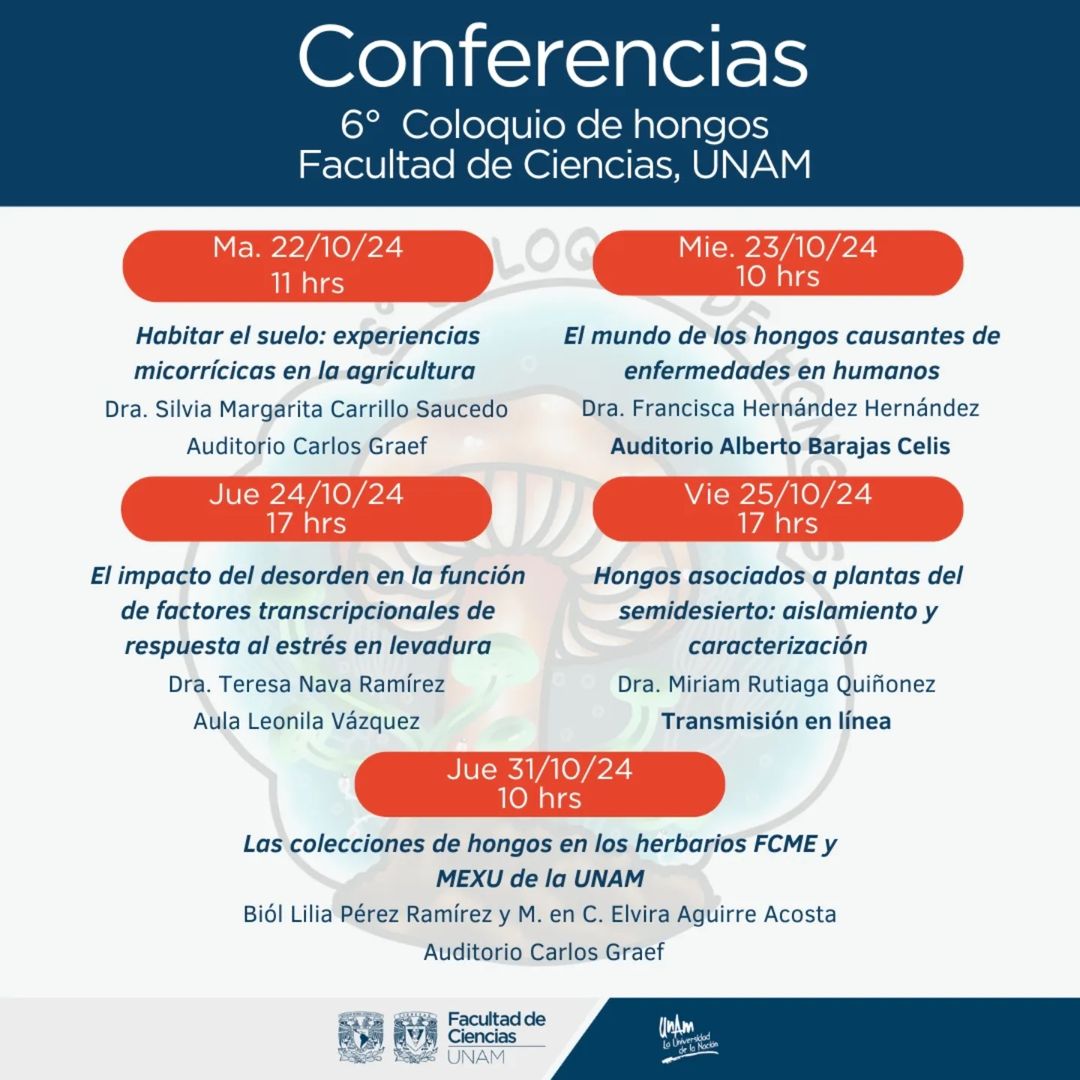 Conferencias
6° Coloquio de hongos
Facultad de Ciencias, UNAM
Ma. 22/10/24
11 hrs
Habitar el suelo: experiencias
micorrícicas en la agricultura
Dra. Silvia Margarita Carrillo Saucedo
Auditorio Carlos Graef
Mie. 23/10/24
10 hrs
El mundo de los hongos causantes de
enfermedades en humanos
Dra. Francisca Hernández Hernández
Auditorio Alberto Barajas Celis
Jue 24/10/24
17 hrs
El impacto del desorden en la función
de factores transcripcionales de
respuesta al estrés en levadura
Dra. Teresa Nava Ramírez
Aula Leonila Vázquez
Vie 25/10/24
17 hrs
Hongos asociados a plantas del
semidesierto: aislamiento y
caracterización
Dra. Miriam Rutiaga Quiñonez
Transmisión en línea
Jue 31/10/24
10 hrs
Las colecciones de hongos en los herbarios FCME y
MEXU de la UNAM
Biól Lilia Pérez Ramírez y M. en C. Elvira Aguirre Acosta
Auditorio Carlos Graef
Facultad de
Ciencias
UNAM
UnAm
La Universidad
de la Nación